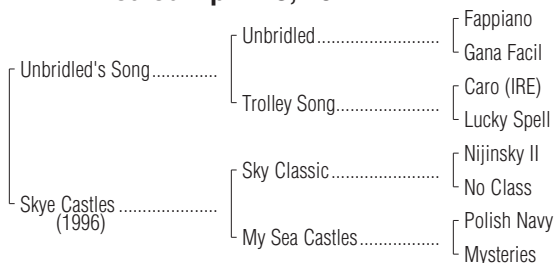 Unbridled.............................
Fappiano
Gana Facil
Unbridled's Song...............
Trolley Song.........................
Caro (IRE)
Lucky Spell
Sky Classic..........................
Nijinsky II
No Class
Skye Castles .......................
(1996)
My Sea Castles...................
Polish Navy
Mysteries